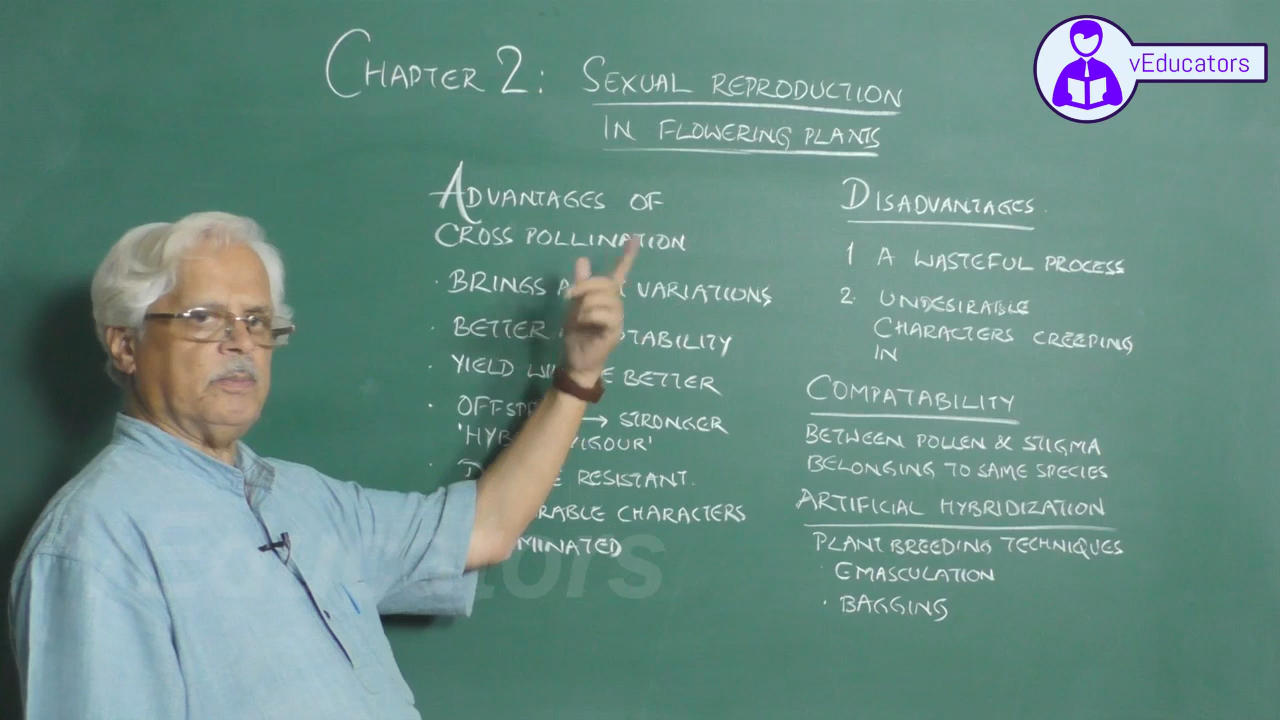 CHAPTER 2: SEXUAL REPRODUCTION
IN FLOWERING PLANTS
vEducators
ADVANTAGES OF
CROSS POLLINATION
· BRINGS VARIATIONS
· BETTER
· YIELD BETTER
· → STRONGER
VIGOUR'
· RESISTANT.
CHARACTERS
DISADVANTAGES.
1 A WASTEFUL PROCESS
2. UNDESIRABLE
CHARACTERS CREEPING
IN
COMPATABILITY
BETWEEN POLLEN & STIGMA
BELONGING TO SAME SPECIES
ARTIFICIAL HYBRIDIZATION
PLANT BREEDING TECHNIQUES
· EMASCULATION
· BAGGING